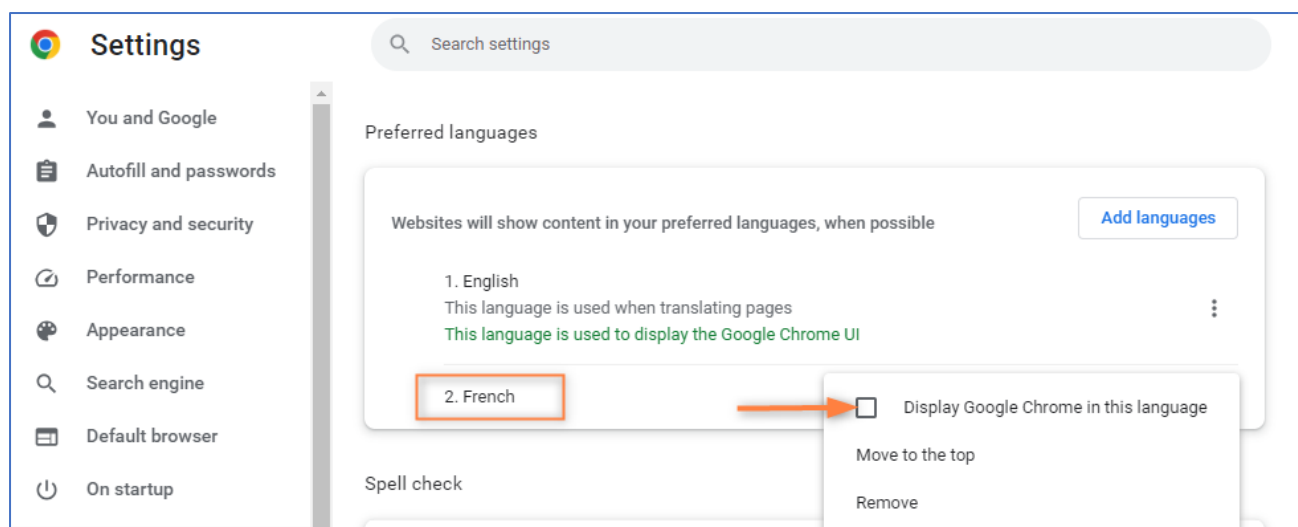 Settings
Search settings
You and Google
Autofill and passwords
Privacy and security
Performance
Appearance
Search engine
Default browser
On startup
Preferred languages
Websites will show content in your preferred languages, when possible
Add languages
1. English
This language is used when translating pages
This language is used to display the Google Chrome UI
2. French
Display Google Chrome in this language
Move to the top
Remove
Spell check